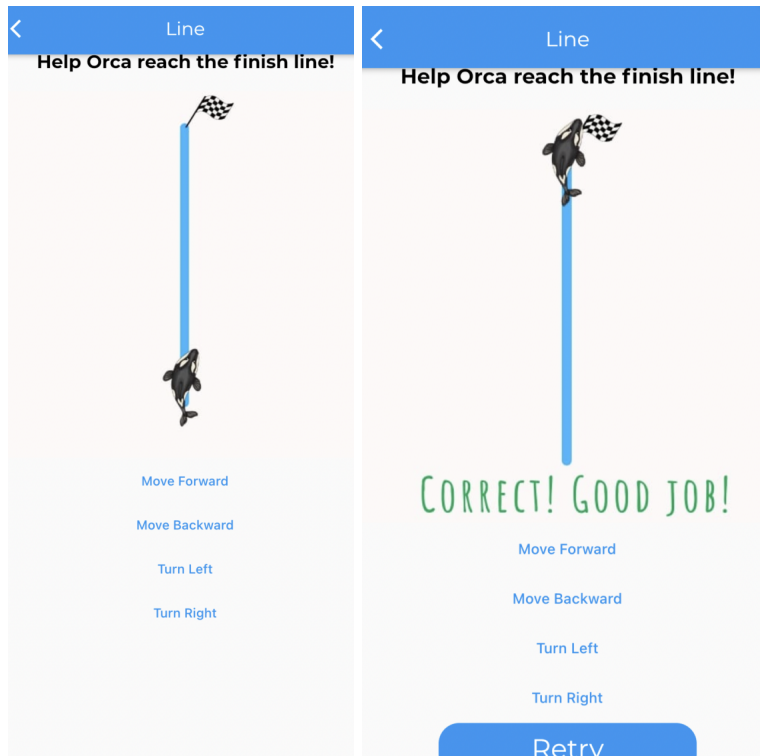 Line
Help Orca reach the finish line!
Move Forward
Move Backward
Turn Left
Turn Right
Line
Help Orca reach the finish line!
CORRECT! GOOD JOB!
Move Forward
Move Backward
Turn Left
Turn Right
Retry